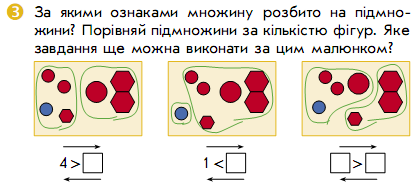 3 За якими ознаками множину розбито на підмно-
жини? Порівняй підмножини за кількістю фігур. Яке
завдання ще можна виконати за цим малюнком?
4 > □ 1 < □ □ > □